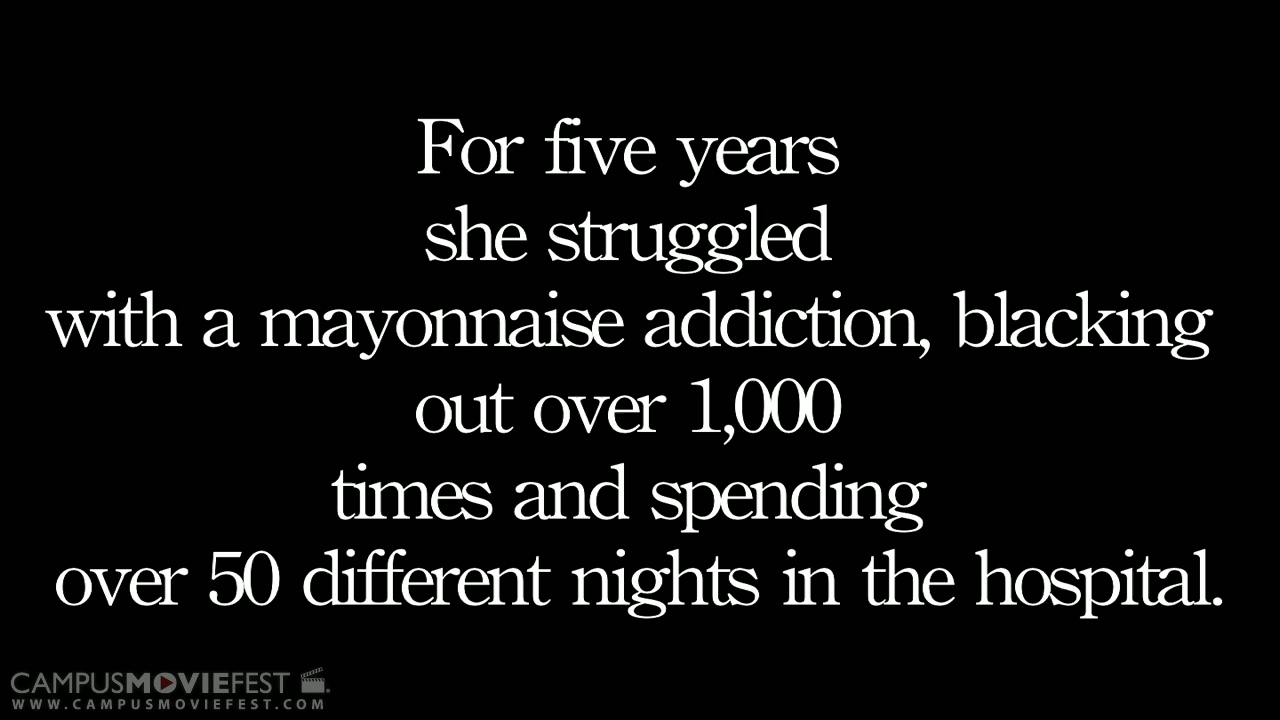 For five years
she struggled
with a mayonnaise addiction, blacking
out over 1,000
times and spending
over 50 different nights in the hospital.
CAMPUSMOVIEFEST
WWW.CAMPUSMOVIEFEST.COM